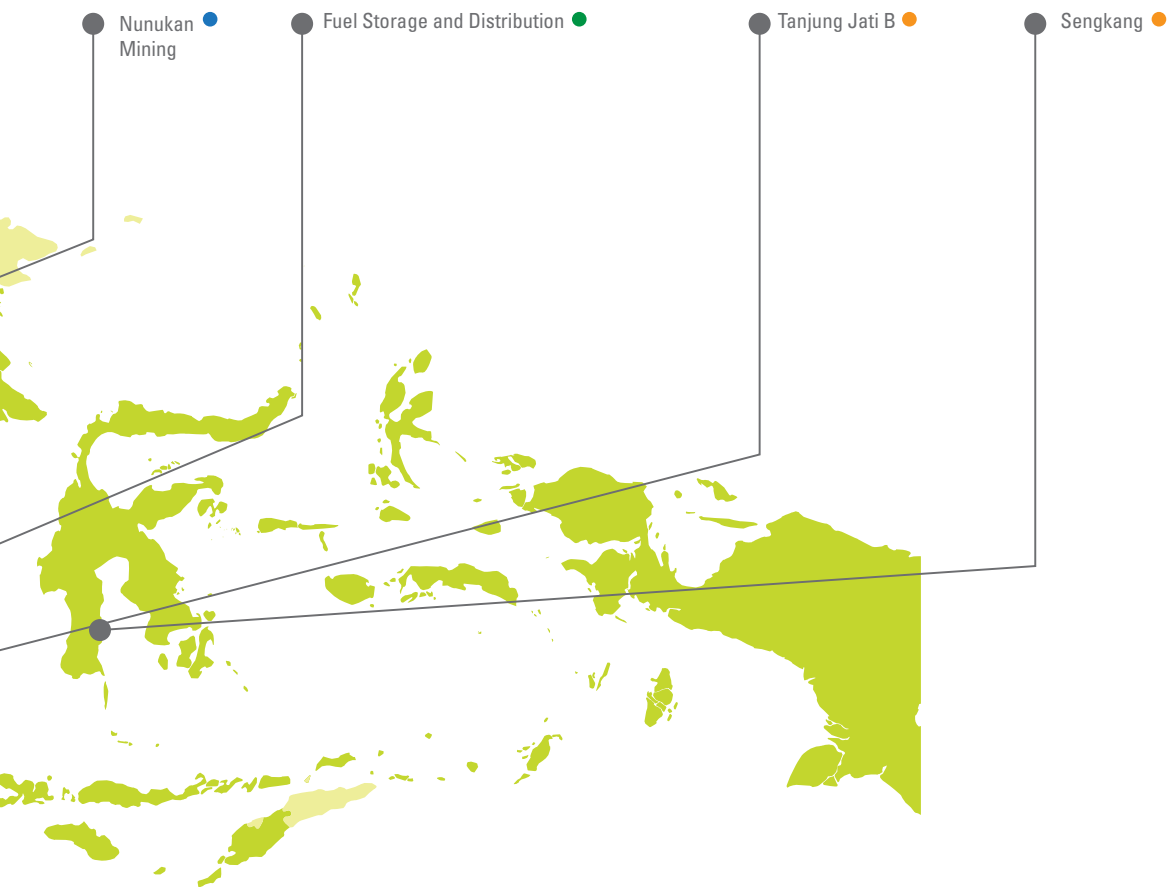 Nunukan
Mining
Fuel Storage and Distribution
Tanjung Jati B
Sengkang